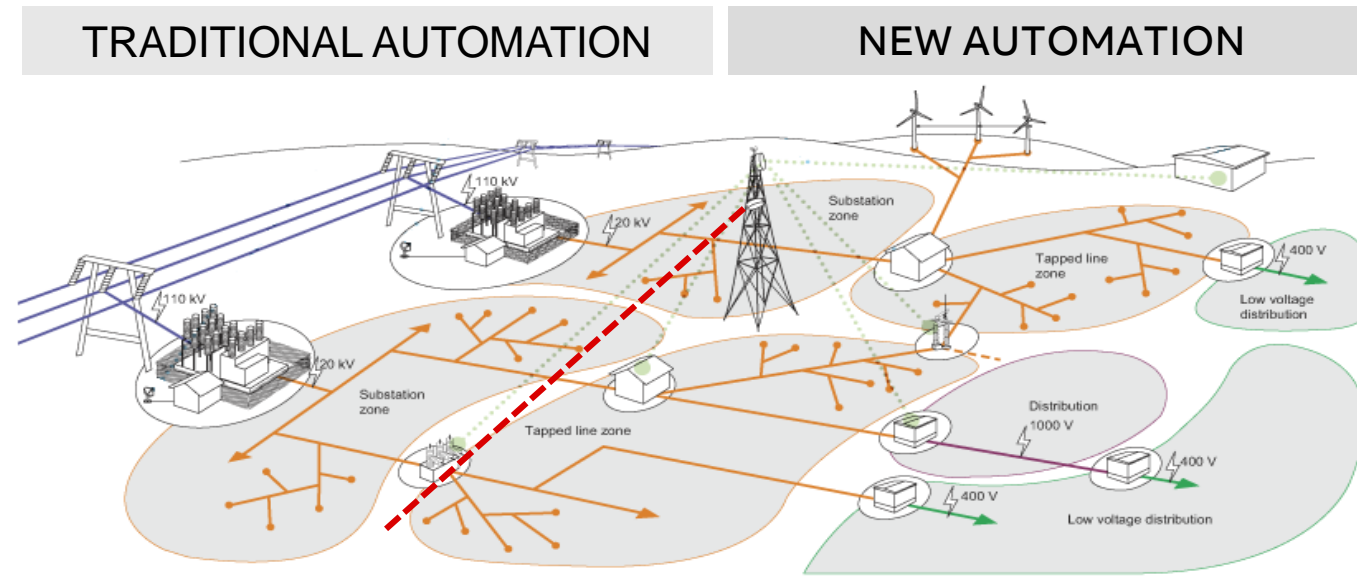 TRADITIONAL AUTOMATION
NEW AUTOMATION
110 kV
20 kV
Substation
zone
Tapped line
zone
400 V
Low voltage
distribution
110 kV
20 kV
Substation
zone
Tapped line zone
Distribution
1000 V
400 V
400 V
Low voltage distribution